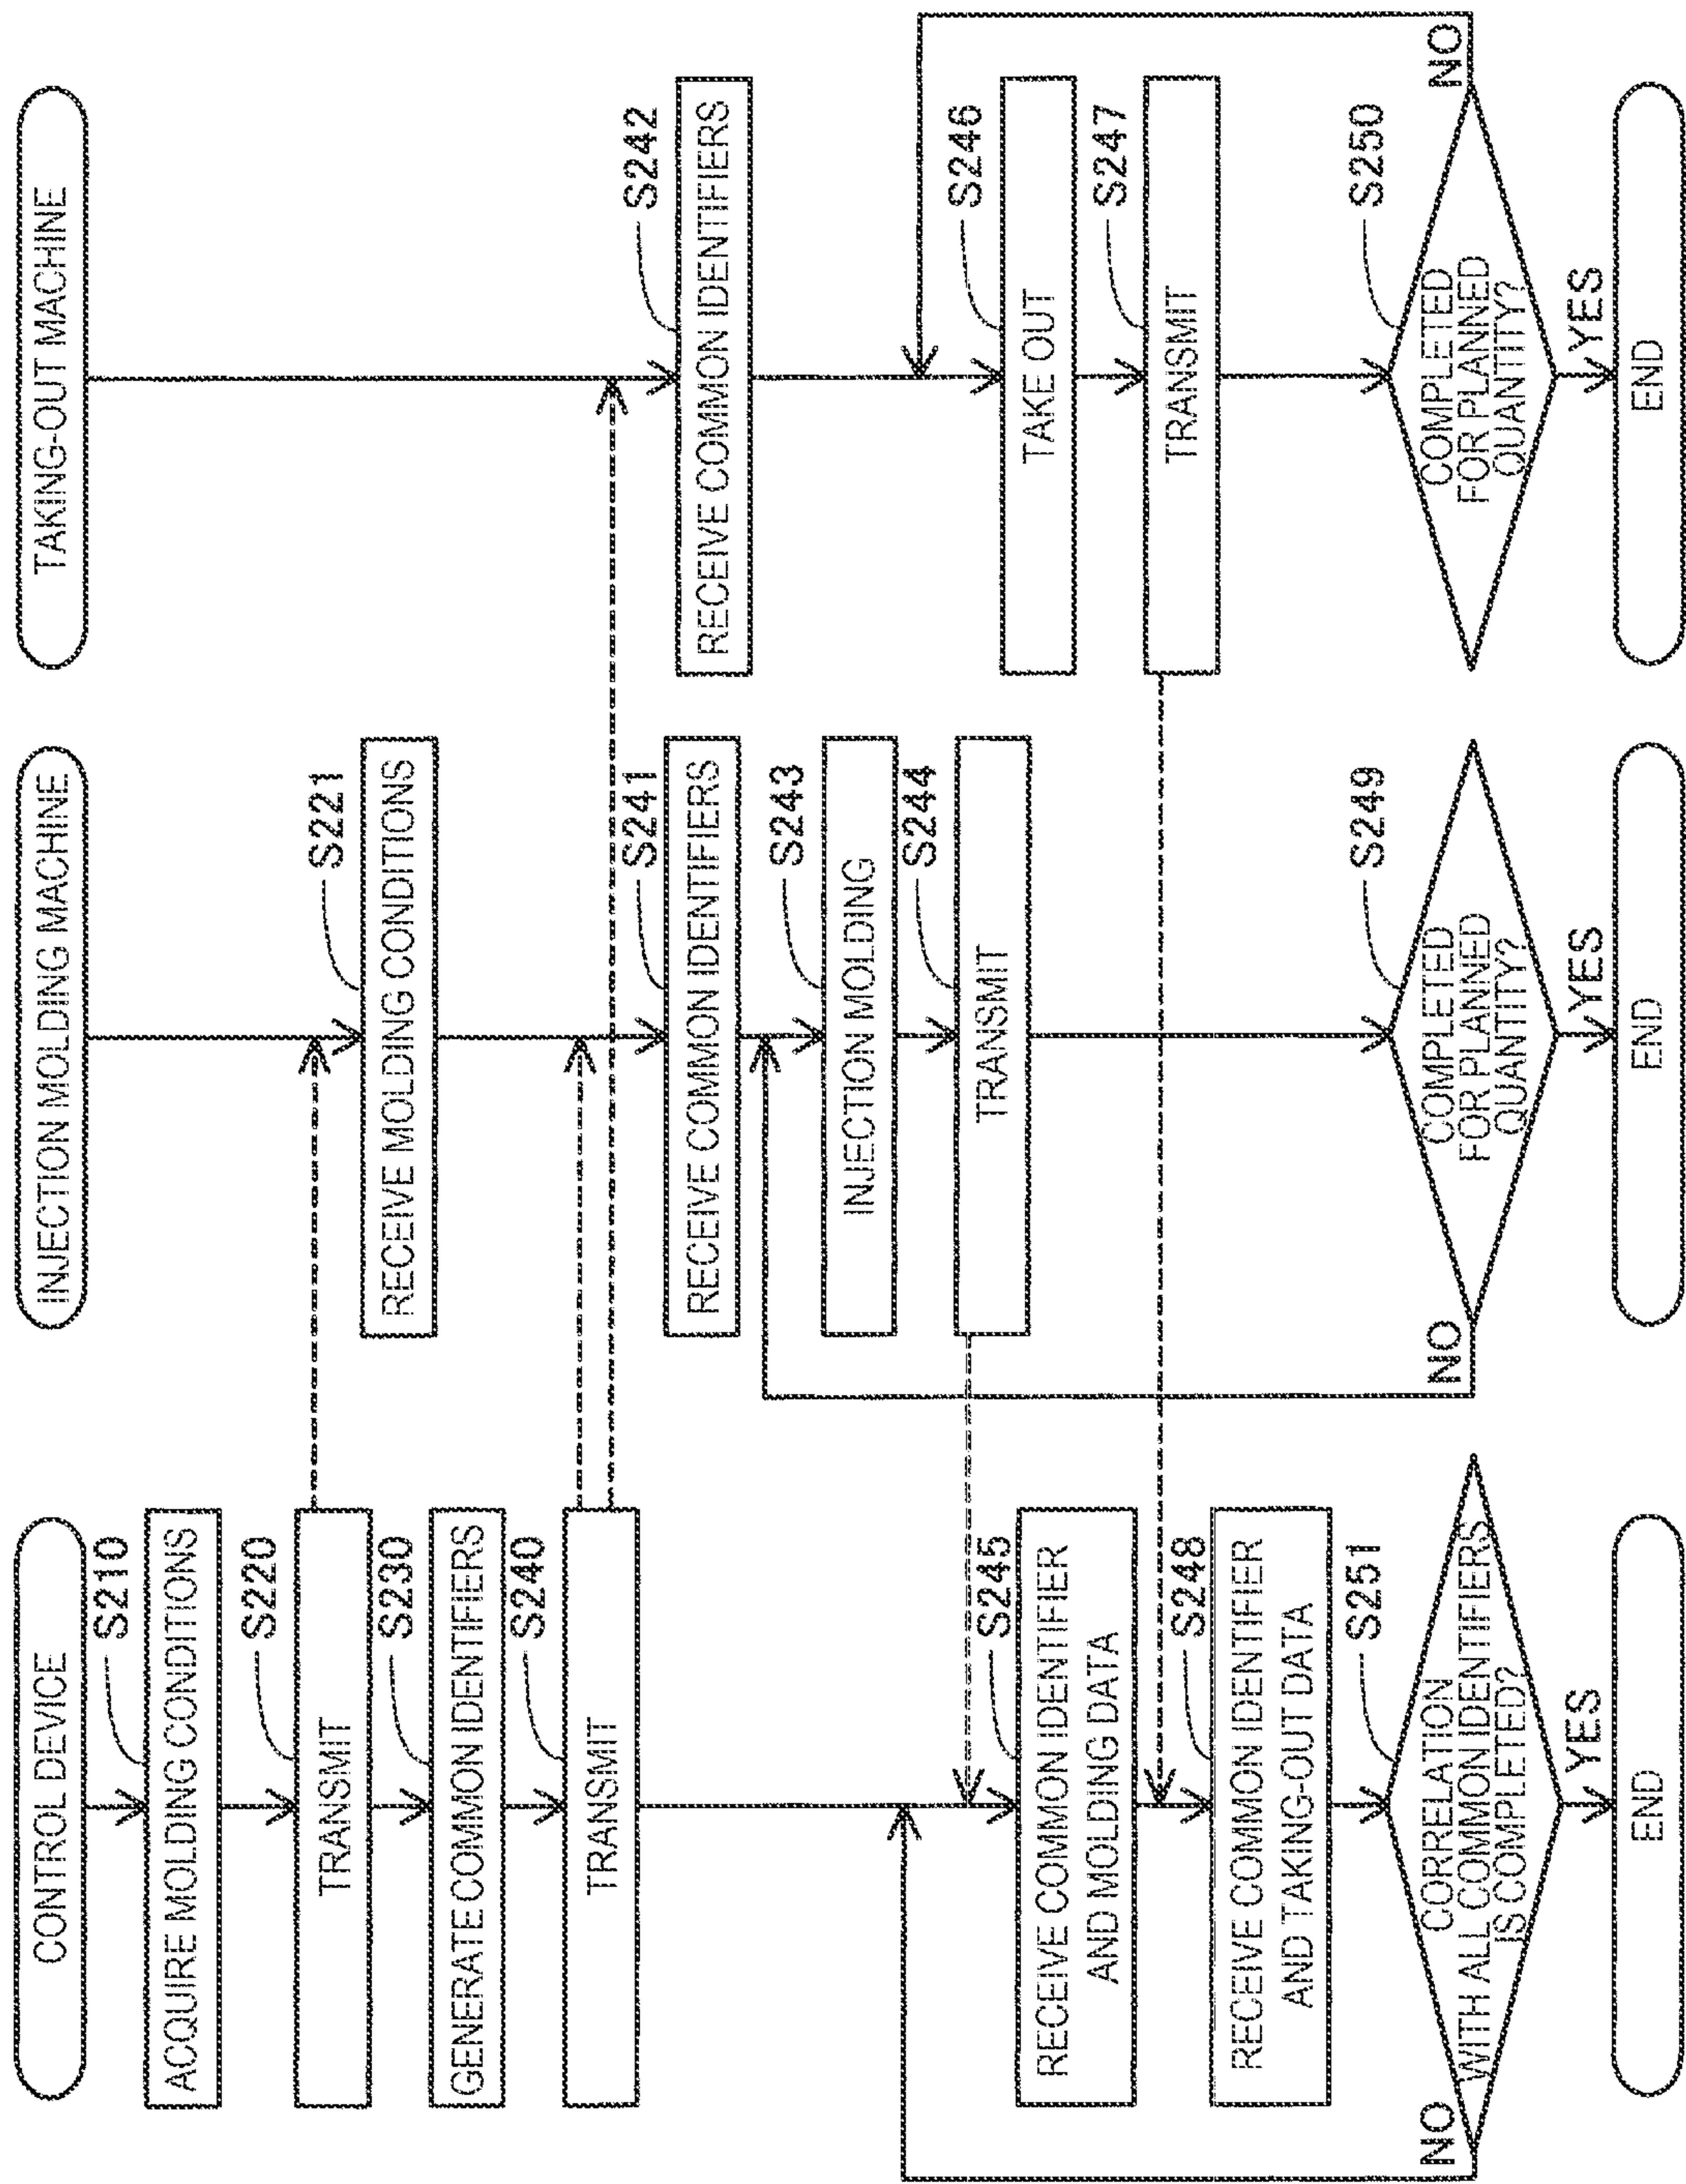 CONTROL DEVICE
S210
ACQUIRE MOLDING CONDITIONS
S220
TRANSMIT
S230
GENERATE COMMON IDENTIFIERS
S240
TRANSMIT
S245
RECEIVE COMMON IDENTIFIER
AND MOLDING DATA
S248
RECEIVE COMMON IDENTIFIER
AND TAKING-OUT DATA
S251
CORRELATION
WITH ALL COMMON IDENTIFIERS
IS COMPLETED?
NO
YES
END
INJECTION MOLDING MACHINE
S221
RECEIVE MOLDING CONDITIONS
S241
RECEIVE COMMON IDENTIFIERS
S243
INJECTION MOLDING
S244
TRANSMIT
S249
COMPLETED
FOR PLANNED
QUANTITY?
NO
YES
END
TAKING-OUT MACHINE
S242
RECEIVE COMMON IDENTIFIERS
S246
TAKE OUT
S247
TRANSMIT
S250
COMPLETED
FOR PLANNED
QUANTITY?
NO
YES
END